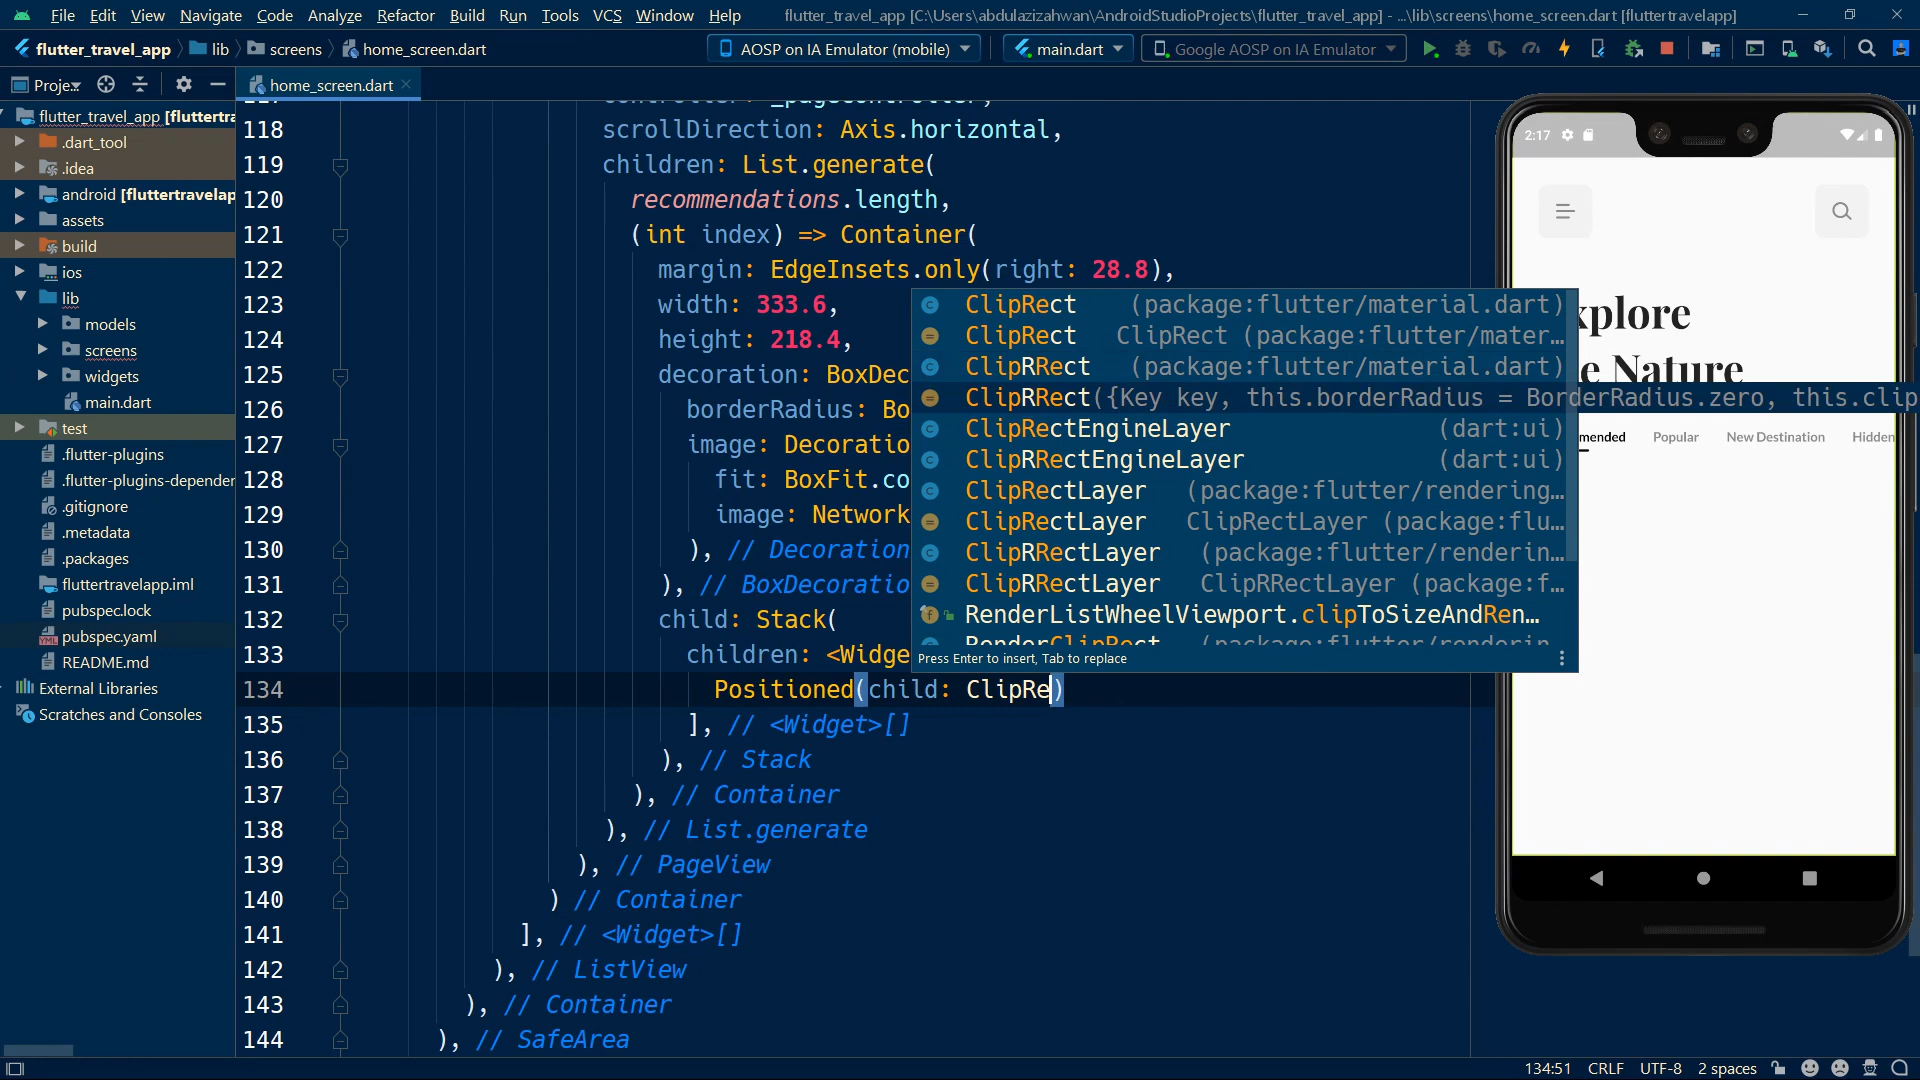 File Edit View Navigate Code Analyze Refactor Build Run Tools VCS Window Help flutter_travel_app [C:\Users\abdulazizahwan\AndroidStudioProjects\flutter_travel_app] - ...\lib\screens\home_screen.dart [fluttertravelapp]
flutter_travel_app lib screens home_screen.dart AOSP on IA Emulator (mobile) main.dart Google AOSP on IA Emulator
Proje... home_screen.dart
flutter_travel_app [fluttertra
.dart_tool
.idea
android [fluttertravelap
assets
build
ios
lib
models
screens
widgets
main.dart
test
.flutter-plugins
.flutter-plugins-depender
.gitignore
.metadata
.packages
fluttertravelapp.iml
pubspec.lock
pubspec.yaml
README.md
External Libraries
Scratches and Consoles
118 scrollDirection: Axis.horizontal,
119 children: List.generate(
120 recommendations.length,
121 (int index) => Container(
122 margin: EdgeInsets.only(right: 28.8),
123 width: 333.6,
124 height: 218.4,
125 decoration: BoxDec
126 borderRadius: Bo
127 image: Decoratio
128 fit: BoxFit.co
129 image: Network
130 ), // Decoration
131 ), // BoxDecoratio
132 child: Stack(
133 children: <Widge
134 Positioned(child: ClipRe)
135 ], // <Widget>[]
136 ), // Stack
137 ), // Container
138 ), // List.generate
139 ), // PageView
140 ) // Container
141 ], // <Widget>[]
142 ), // ListView
143 ), // Container
144 ), // SafeArea
ClipRect (package:flutter/material.dart)
ClipRect ClipRect (package:flutter/mater...
ClipRRect (package:flutter/material.dart)
ClipRRect({Key key, this.borderRadius = BorderRadius.zero, this.clip
ClipRectEngineLayer (dart:ui)
ClipRRectEngineLayer (dart:ui)
ClipRectLayer (package:flutter/rendering...
ClipRectLayer ClipRectLayer (package:flu...
ClipRRectLayer (package:flutter/renderin...
ClipRRectLayer ClipRRectLayer (package:f...
RenderListWheelViewport.clipToSizeAndRen...
Press Enter to insert, Tab to replace
2:17
xplore
e Nature
mended Popular New Destination Hidden
134:51 CRLF UTF-8 2 spaces